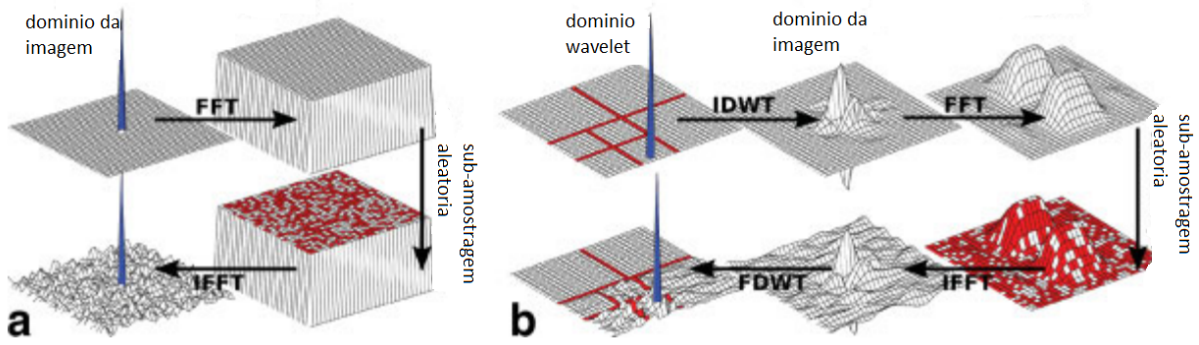 dominio da
imagem
FFT
sub-amostragem
aleatoria
IFFT
a
dominio
wavelet
dominio da
imagem
IDWT
FFT
sub-amostragem
aleatoria
FDWT
IFFT
b